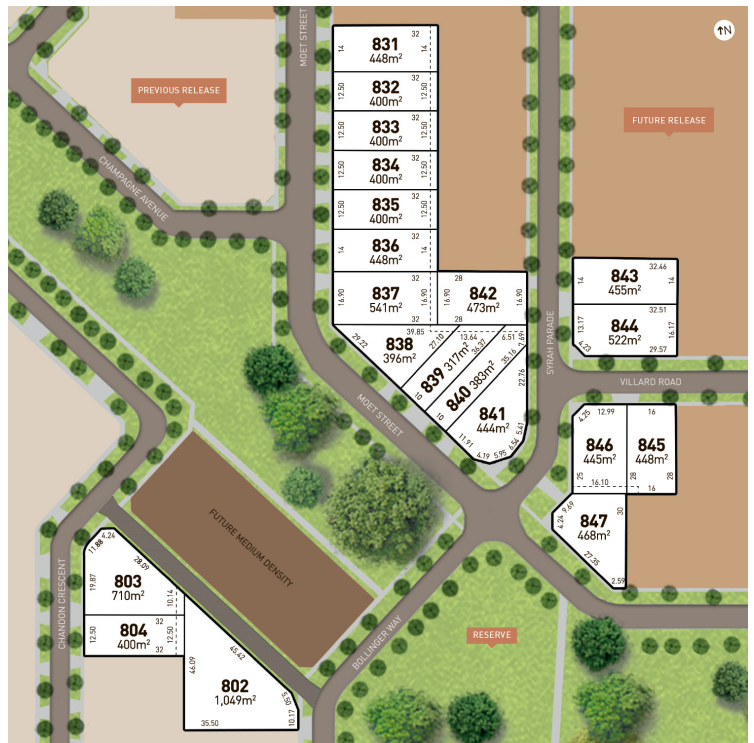 MOET STREET
↑N
PREVIOUS RELEASE
FUTURE RELEASE
CHAMPAGNE AVENUE
32
14
831
14
448m²
32
12.50
832
12.50
400m²
32
12.50
833
12.50
400m²
32
12.50
834
12.50
400m²
32
12.50
835
12.50
400m²
32
14
836
14
448m²
32
16.90
837
16.90
541m²
32
28
16.90
842
16.90
473m²
28
39.85
29.22
838
27.10
396m²
13.64
839 317m²
36.37
10
6.51
1.69
840 383m²
35.16
10
22.76
841
444m²
11.91
4.19
5.95
6.54
5.41
MOET STREET
SYRAH PARADE
32.46
14
843
14
455m²
32.51
13.17
844
16.17
522m²
4.23
29.57
VILLARD ROAD
4.25
12.99
846
445m²
25
16.10
16
845
448m²
28
28
16
9.69
4.24
847
30
468m²
27.35
2.59
FUTURE MEDIUM DENSITY
CHANDON CRESCENT
4.24
11.88
28.09
803
710m²
19.87
10.14
32
12.50
804
12.50
400m²
32
45.42
46.09
802
1,049m²
5.50
10.17
35.50
BOLLINGER WAY
RESERVE